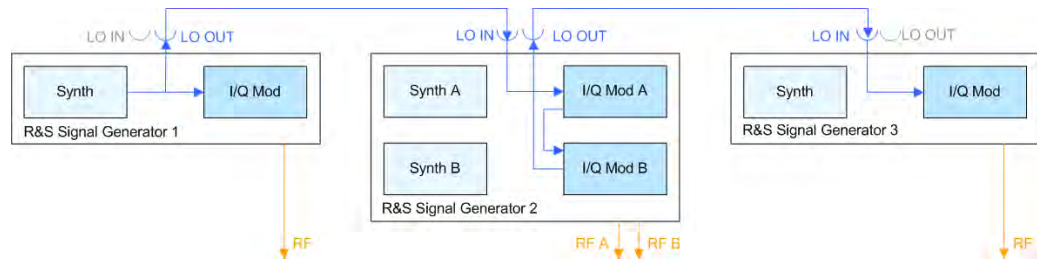 LO IN LO OUT
Synth
I/Q Mod
R&S Signal Generator 1
RF
LO IN LO OUT
Synth A
I/Q Mod A
Synth B
I/Q Mod B
R&S Signal Generator 2
RF A RF B
LO IN LO OUT
Synth
I/Q Mod
R&S Signal Generator 3
RF